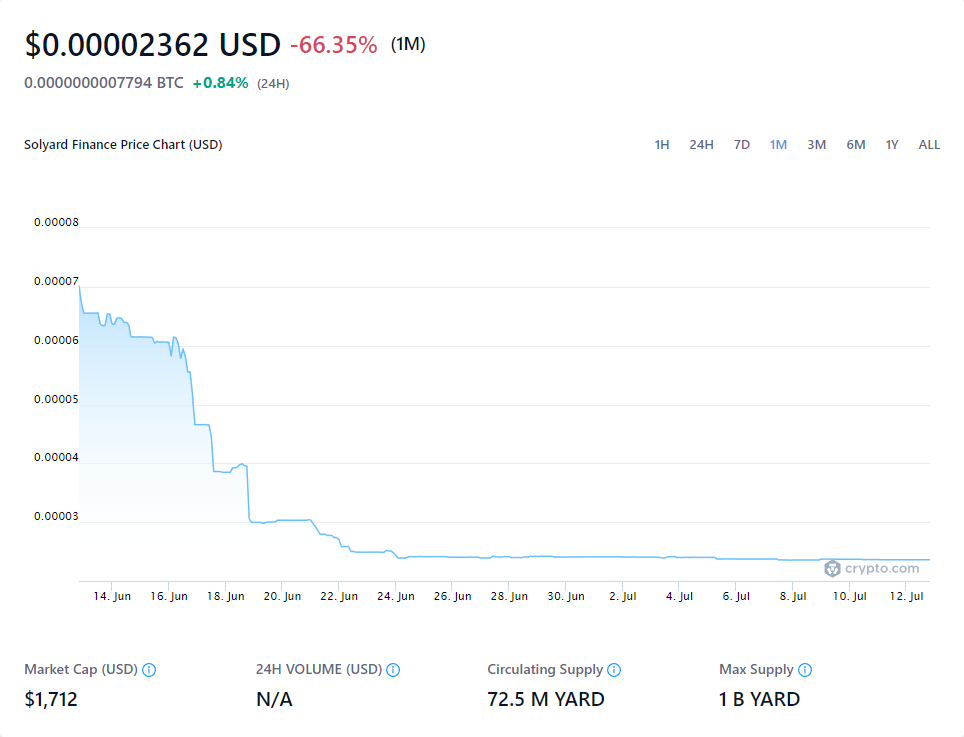 $0.00002362 USD -66.35% (1M)
0.0000000007794 BTC +0.84% (24H)
Solyard Finance Price Chart (USD) 1H 24H 7D 1M 3M 6M 1Y ALL
0.00008
0.00007
0.00006
0.00005
0.00004
0.00003
crypto.com
14. Jun 16. Jun 18. Jun 20. Jun 22. Jun 24. Jun 26. Jun 28. Jun 30. Jun 2. Jul 4. Jul 6. Jul 8. Jul 10. Jul 12. Jul
Market Cap (USD) 24H VOLUME (USD) Circulating Supply Max Supply
$1,712 N/A 72.5 M YARD 1 B YARD